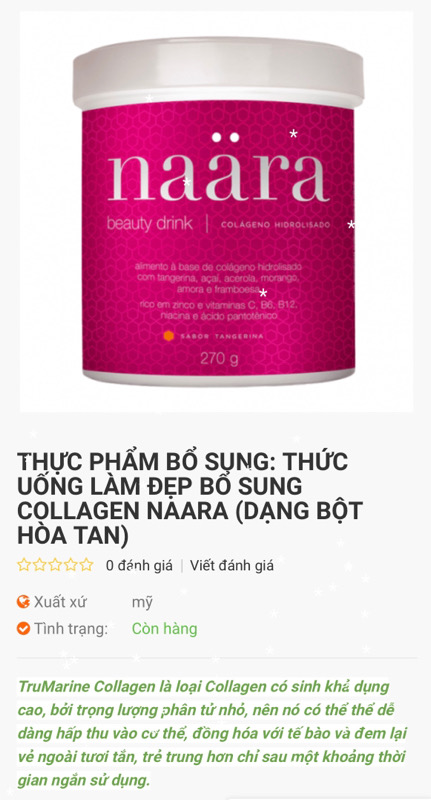 naära
beauty drink | COLÁGENO HIDROLISADO
alimento à base de colágeno hidrolisado
com tangerina, açaí, acerola, morango,
amora e framboesa
rico em zinco e vitaminas C, B6, B12,
niacina e ácido pantotênico
SABOR TANGERINA
270 g
THỰC PHẨM BỔ SUNG: THỨC
UỐNG LÀM ĐẸP BỔ SUNG
COLLAGEN NAARA (DẠNG BỘT
HÒA TAN)
0 đánh giá | Viết đánh giá
Xuất xứ mỹ
Tình trạng: Còn hàng
TruMarine Collagen là loại Collagen có sinh khả dụng
cao, bởi trọng lượng phân tử nhỏ, nên nó có thể thể dễ
dàng hấp thu vào cơ thể, đồng hóa với tế bào và đem lại
vẻ ngoài tươi tắn, trẻ trung hơn chỉ sau một khoảng thời
gian ngắn sử dụng.